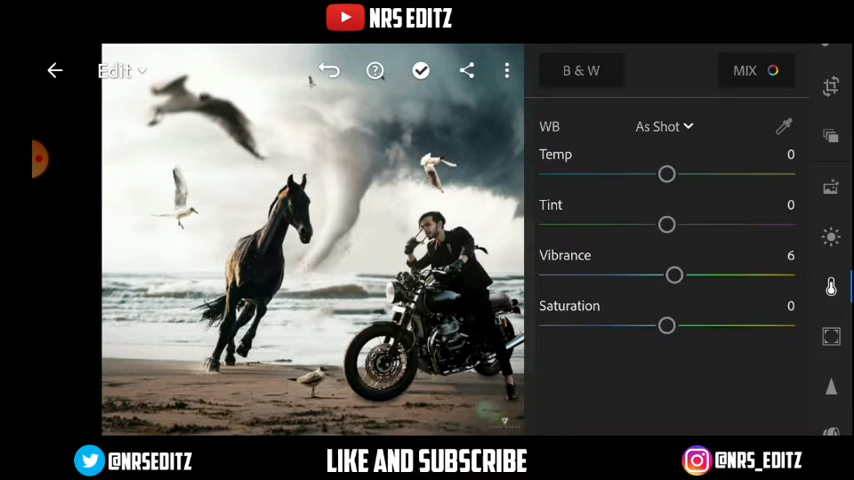 NRS EDITZ
Edit
B & W
MIX
WB
As Shot
Temp
0
Tint
0
Vibrance
6
Saturation
0
@NRSEDITZ
LIKE AND SUBSCRIBE
@NRS_EDITZ